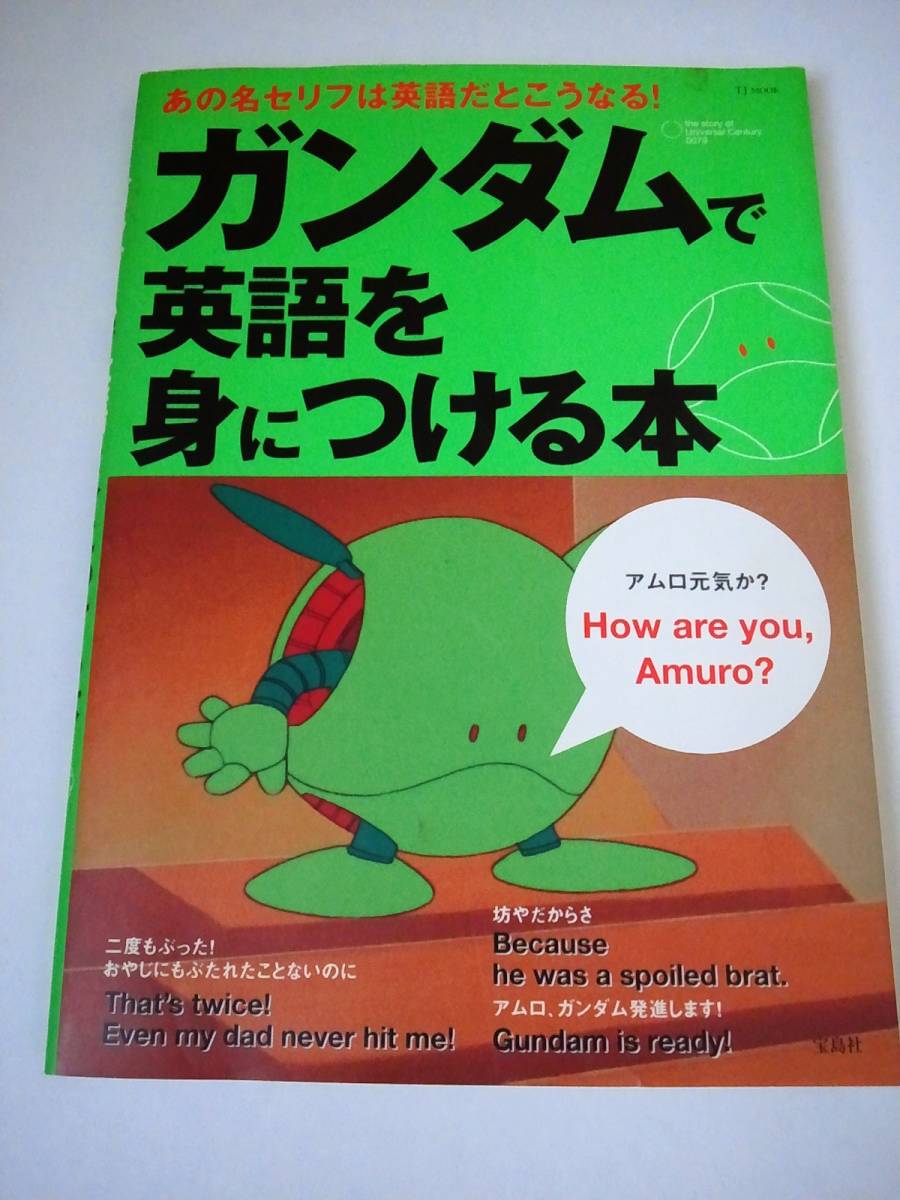 あの名セリフは英語だとこうなる!
TJ MOOK
the story of
Universal Century
0079
ガンダムで
英語を
身につける本
アムロ元気か?
How are you,
Amuro?
二度もぶった!
おやじにもぶたれたことないのに
That's twice!
Even my dad never hit me!
坊やだからさ
Because
he was a spoiled brat.
アムロ、ガンダム発進します!
Gundam is ready!
宝島社